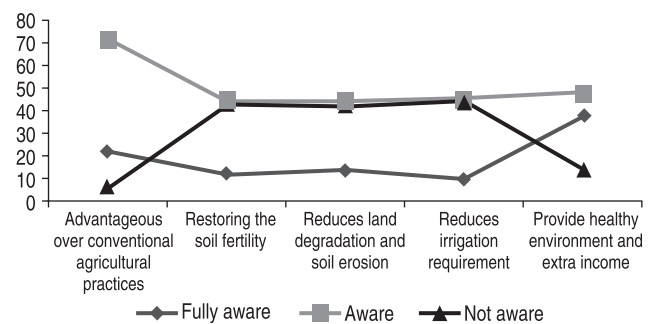 80
70
60
50
40
30
20
10
0
Advantageous
over conventional
agricultural
practices
Restoring the
soil fertility
Reduces land
degradation and
soil erosion
Reduces
irrigation
requirement
Provide healthy
environment and
extra income
Fully aware
Aware
Not aware